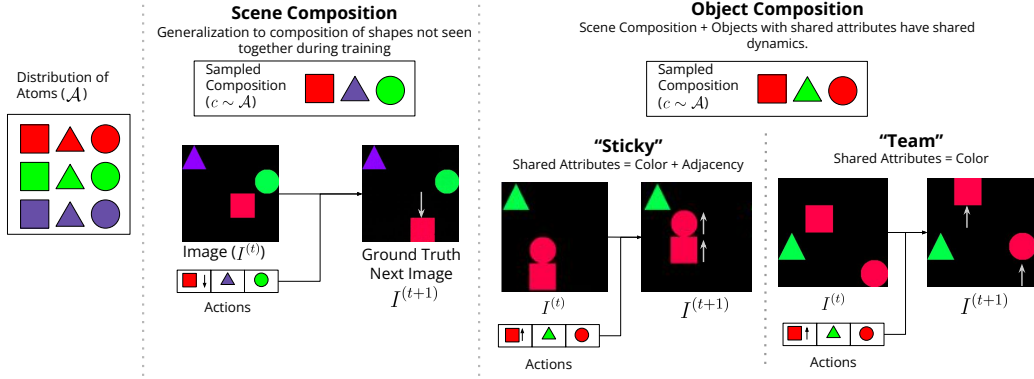 Distribution of
Atoms (𝒜)
Scene Composition
Generalization to composition of shapes not seen
together during training
Sampled
Composition
(c ∼ 𝒜)
Image (I^(t))
Actions
Ground Truth
Next Image
I^(t+1)
Object Composition
Scene Composition + Objects with shared attributes have shared
dynamics.
Sampled
Composition
(c ∼ 𝒜)
“Sticky”
Shared Attributes = Color + Adjacency
I^(t)
I^(t+1)
Actions
“Team”
Shared Attributes = Color
I^(t)
I^(t+1)
Actions